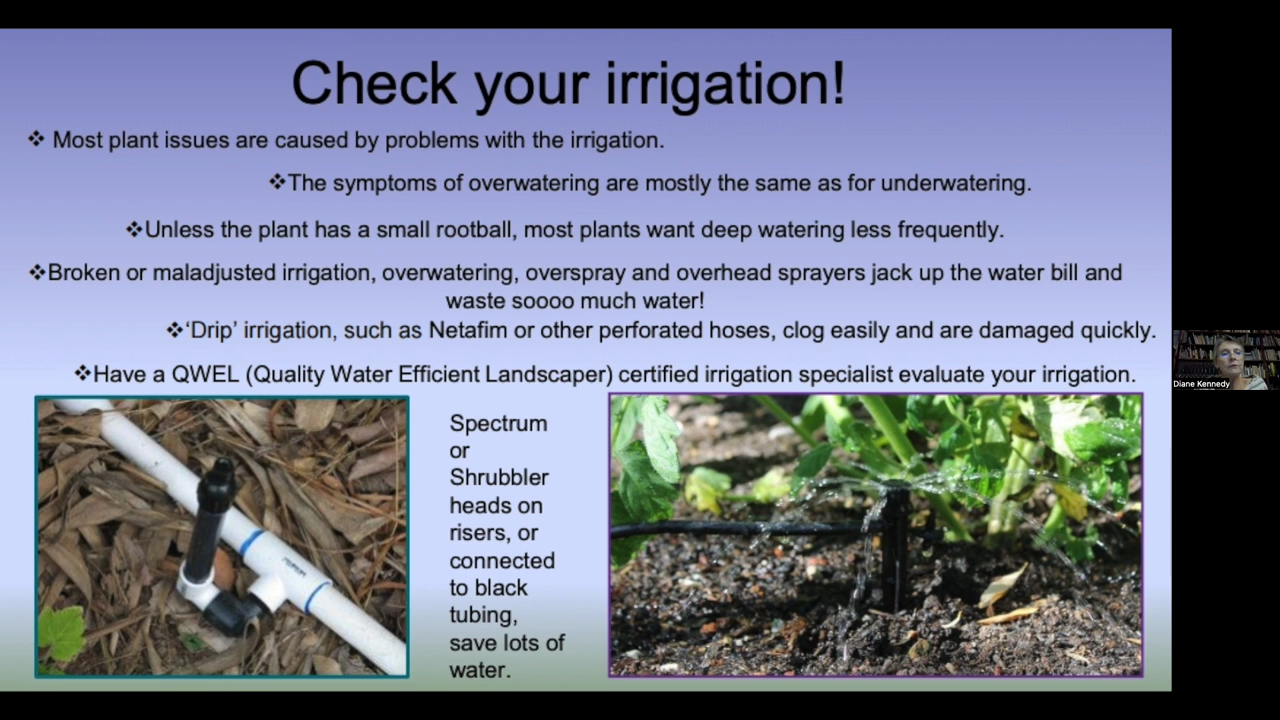 Check your irrigation!
❖ Most plant issues are caused by problems with the irrigation.
❖The symptoms of overwatering are mostly the same as for underwatering.
❖Unless the plant has a small rootball, most plants want deep watering less frequently.
❖Broken or maladjusted irrigation, overwatering, overspray and overhead sprayers jack up the water bill and
waste soooo much water!
❖‘Drip’ irrigation, such as Netafim or other perforated hoses, clog easily and are damaged quickly.
❖Have a QWEL (Quality Water Efficient Landscaper) certified irrigation specialist evaluate your irrigation.
Spectrum
or
Shrubbler
heads on
risers, or
connected
to black
tubing,
save lots of
water.
Diane Kennedy